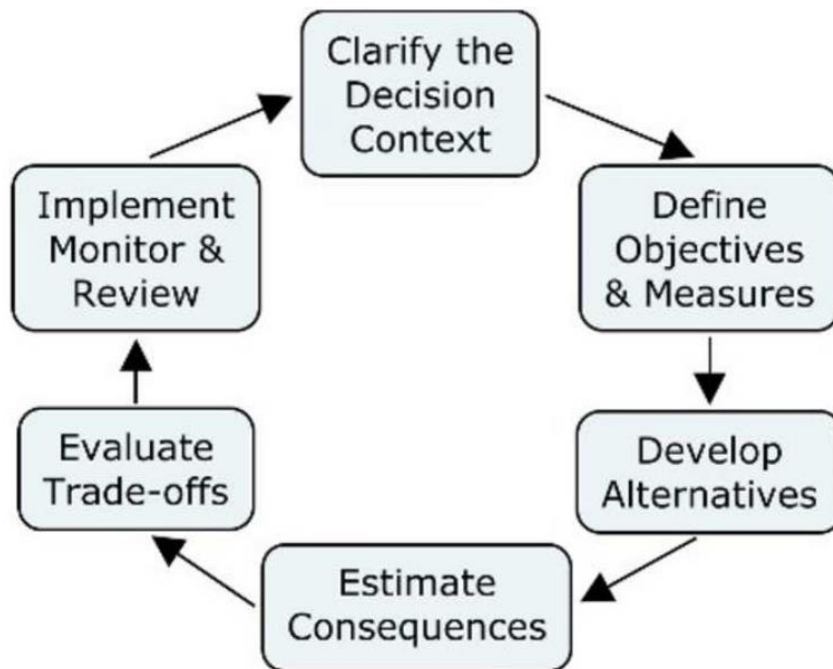 Clarify the
Decision
Context
Define
Objectives
& Measures
Develop
Alternatives
Estimate
Consequences
Evaluate
Trade-offs
Implement
Monitor &
Review